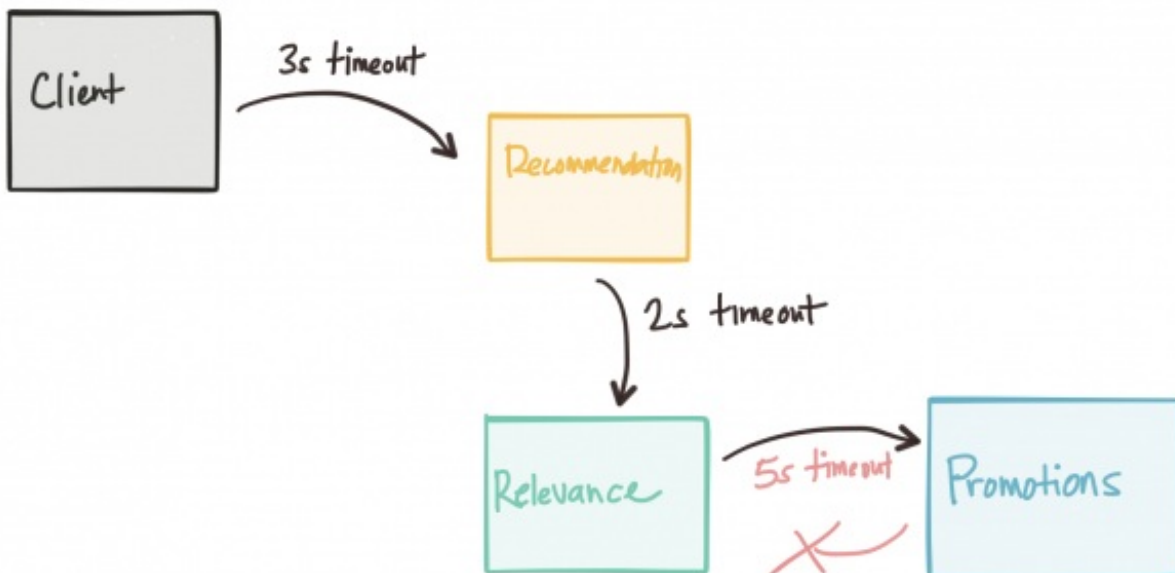 Client
3s timeout
Recommendation
2s timeout
Relevance
5s timeout
Promotions